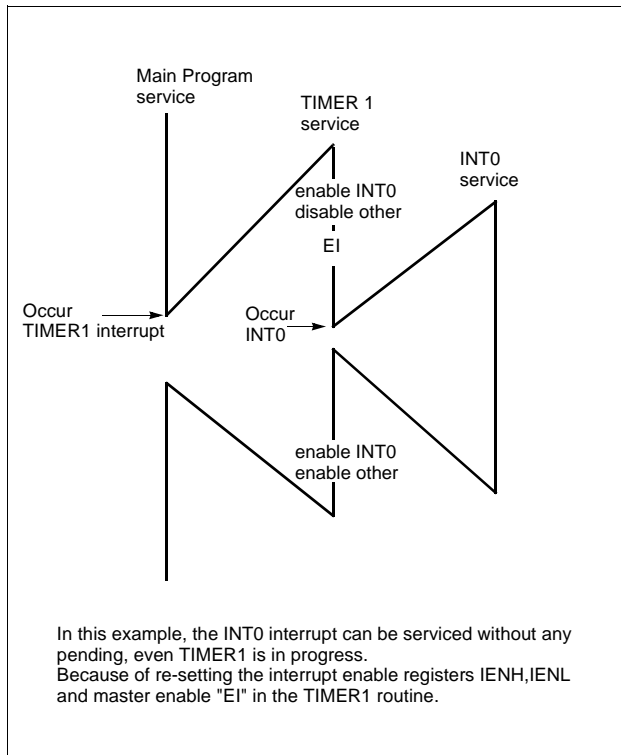 Main Program
service
TIMER 1
service
INT0
service
enable INT0
disable other
EI
Occur
TIMER1 interrupt
Occur
INT0
enable INT0
enable other
In this example, the INT0 interrupt can be serviced without any
pending, even TIMER1 is in progress.
Because of re-setting the interrupt enable registers IENH,IENL
and master enable "EI" in the TIMER1 routine.